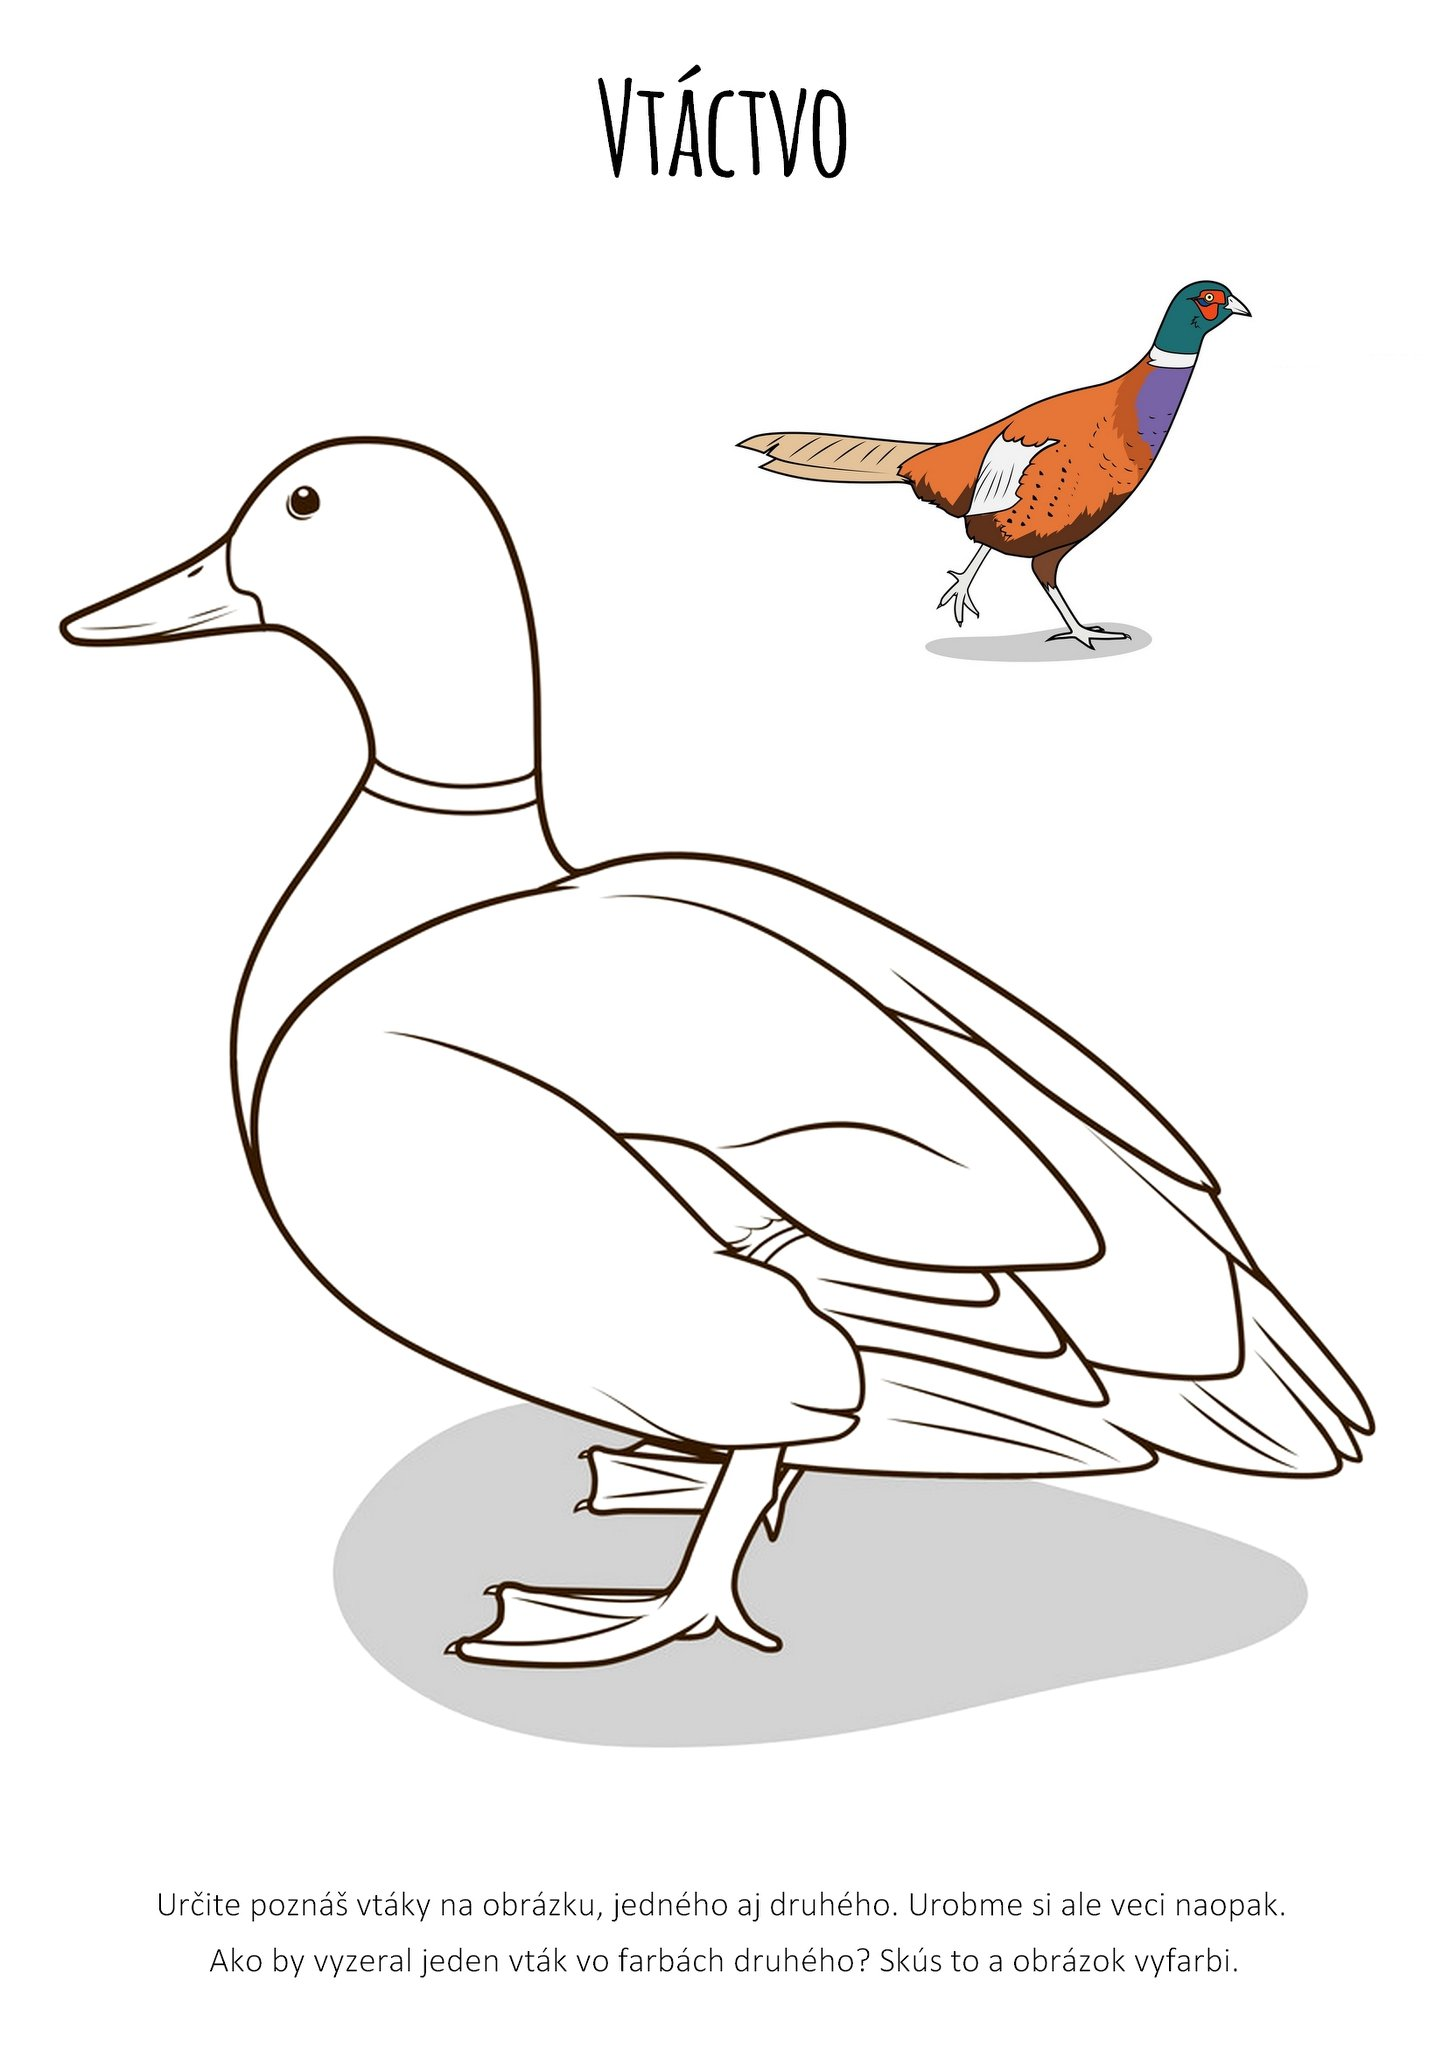 Vtáctvo
Určite poznáš vtáky na obrázku, jedného aj druhého. Urobme si ale veci naopak.
Ako by vyzeral jeden vták vo farbách druhého? Skús to a obrázok vyfarbi.